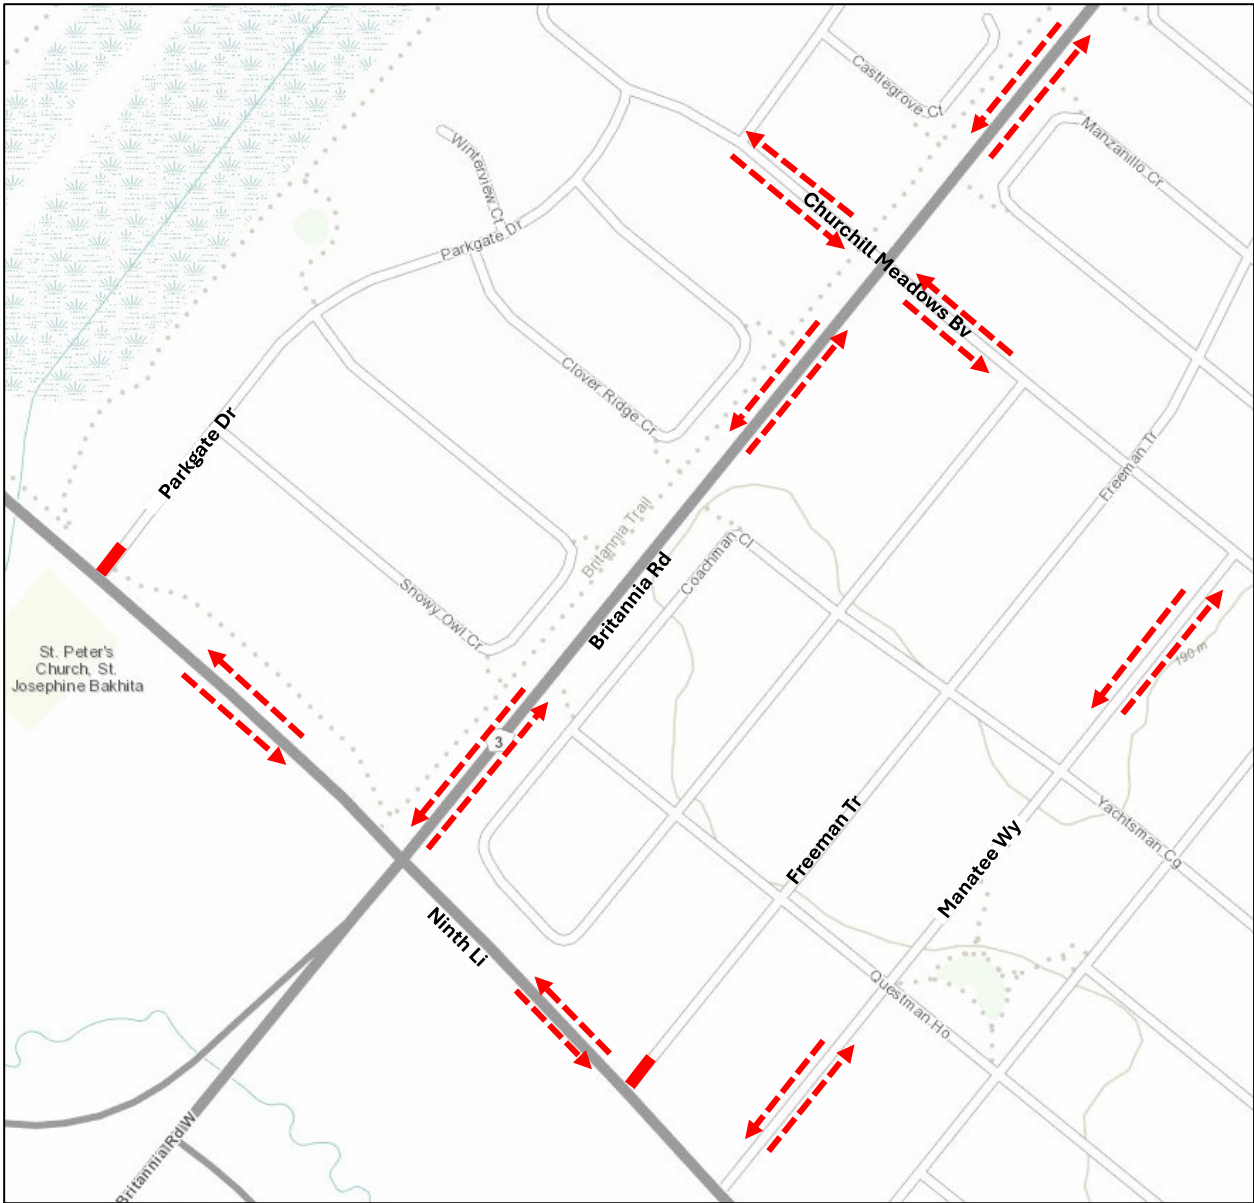 Castlegrove Ct
Manzanillo Cr
Winterview Ct
Churchill Meadows Bv
Parkgate Dr
Clover Ridge Cr
Parkgate Dr
Freeman Tr
Britannia Trail
Coachman Cl
Britannia Rd
Snowy Owl Cr
St. Peter's
Church, St.
Josephine Bakhita
190 m
3
Yachtsman Cg
Freeman Tr
Manatee Wy
Ninth Li
Questman Ho
Britannia Rd W